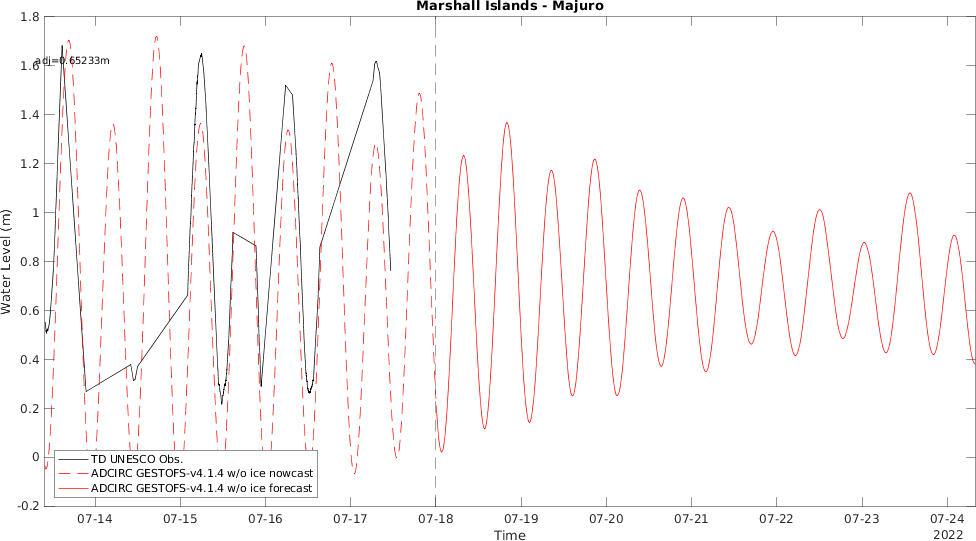 Marshall Islands - Majuro
1.8
1.6
1.4
1.2
1
0.8
0.6
0.4
0.2
0
-0.2
adj=0.65233m
Water Level (m)
TD UNESCO Obs.
ADCIRC GESTOFS-v4.1.4 w/o ice nowcast
ADCIRC GESTOFS-v4.1.4 w/o ice forecast
07-14 07-15 07-16 07-17 07-18 07-19 07-20 07-21 07-22 07-23 07-24
Time
2022